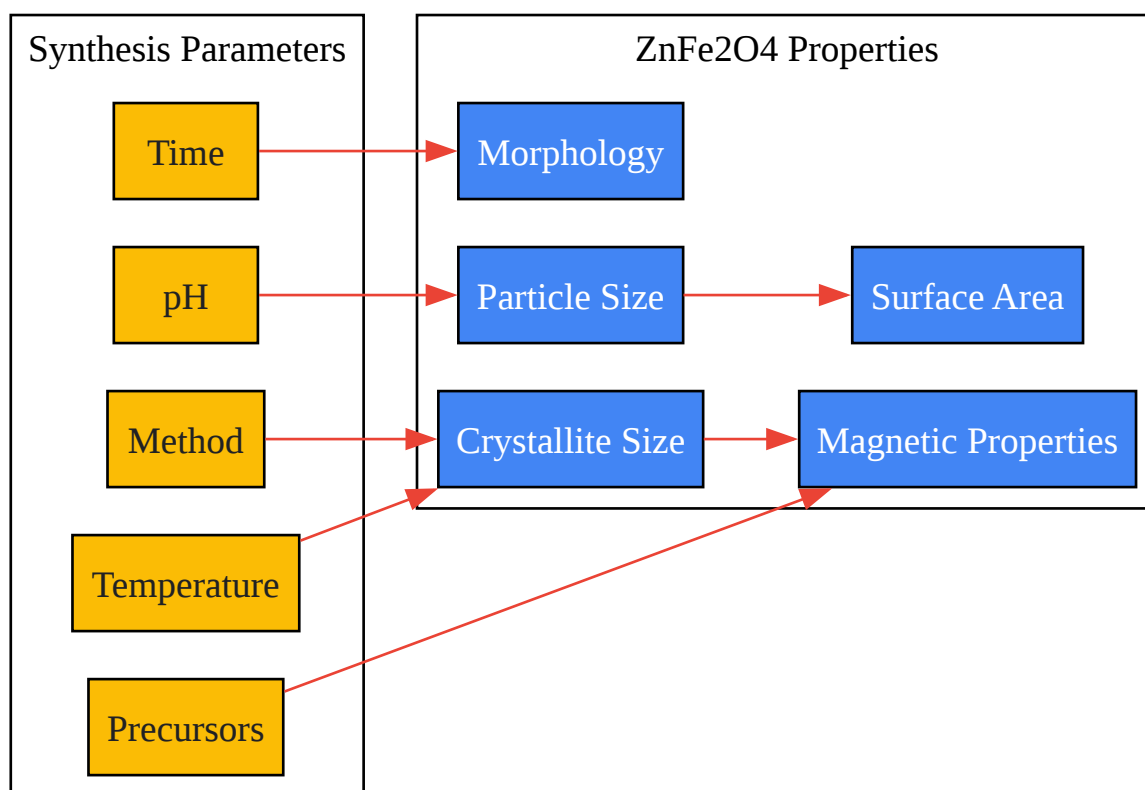 Synthesis Parameters
ZnFe2O4 Properties
Time
Morphology
pH
Particle Size
Surface Area
Method
Crystallite Size
Magnetic Properties
Temperature
Precursors